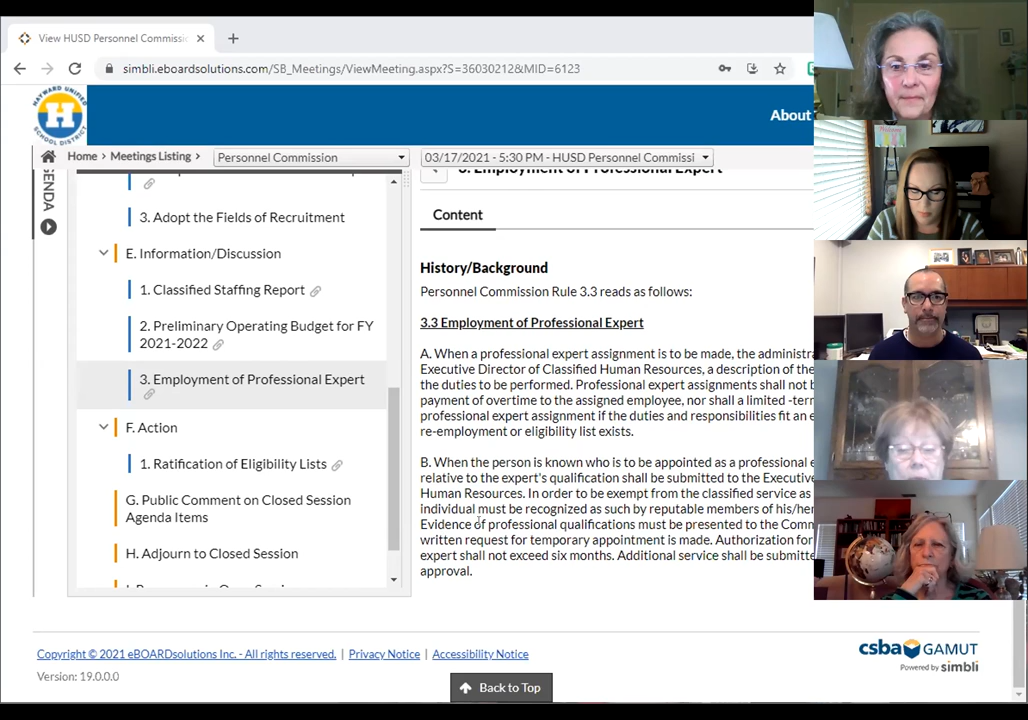 View HUSD Personnel Commissi
simbli.eboardsolutions.com/SB_Meetings/ViewMeeting.aspx?S=36030212&MID=6123
HAYWARD UNIFIED
SCHOOL DISTRICT
About
Home > Meetings Listing >
Personnel Commission
03/17/2021 - 5:30 PM - HUSD Personnel Commissi
ENDA
3. Adopt the Fields of Recruitment
E. Information/Discussion
1. Classified Staffing Report
2. Preliminary Operating Budget for FY
2021-2022
3. Employment of Professional Expert
F. Action
1. Ratification of Eligibility Lists
G. Public Comment on Closed Session
Agenda Items
H. Adjourn to Closed Session
3. Employment of Professional Expert
Content
History/Background
Personnel Commission Rule 3.3 reads as follows:
3.3 Employment of Professional Expert
A. When a professional expert assignment is to be made, the administra
Executive Director of Classified Human Resources, a description of the
the duties to be performed. Professional expert assignments shall not b
payment of overtime to the assigned employee, nor shall a limited -term
professional expert assignment if the duties and responsibilities fit an e
re-employment or eligibility list exists.
B. When the person is known who is to be appointed as a professional e
relative to the expert's qualification shall be submitted to the Executive
Human Resources. In order to be exempt from the classified service as
individual must be recognized as such by reputable members of his/her
Evidence of professional qualifications must be presented to the Comm
written request for temporary appointment is made. Authorization for
expert shall not exceed six months. Additional service shall be submitte
approval.
Copyright © 2021 eBOARDsolutions Inc. - All rights reserved. | Privacy Notice | Accessibility Notice
Version: 19.0.0.0
csba GAMUT
Powered by simbli
Back to Top